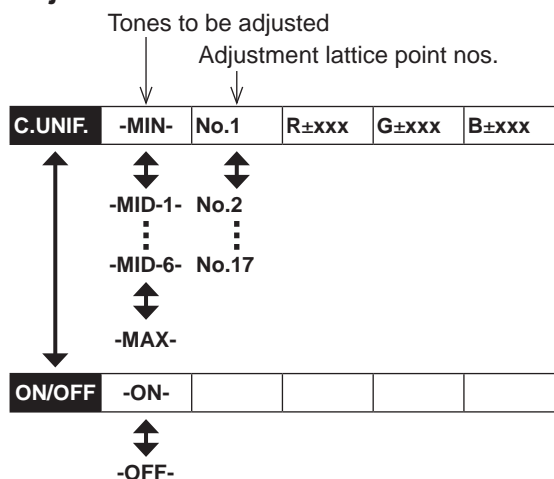 Tones to be adjusted
Adjustment lattice point nos.
C.UNIF. -MIN- No.1 R±xxx G±xxx B±xxx
-MID-1- No.2
-MID-6- No.17
-MAX-
ON/OFF -ON-
-OFF-